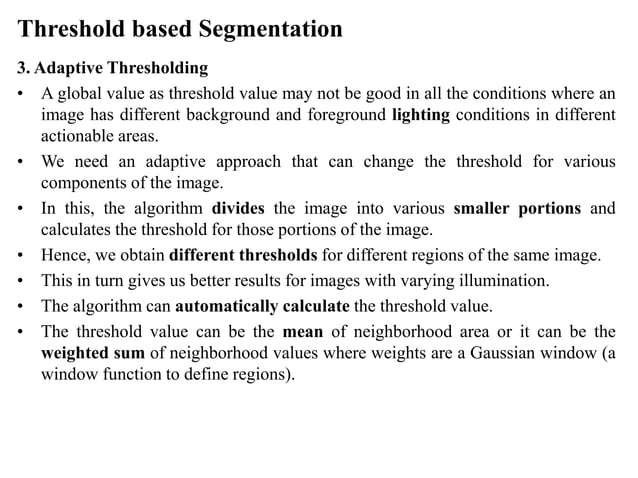 Threshold based Segmentation
3. Adaptive Thresholding
• A global value as threshold value may not be good in all the conditions where an
image has different background and foreground lighting conditions in different
actionable areas.
• We need an adaptive approach that can change the threshold for various
components of the image.
• In this, the algorithm divides the image into various smaller portions and
calculates the threshold for those portions of the image.
• Hence, we obtain different thresholds for different regions of the same image.
• This in turn gives us better results for images with varying illumination.
• The algorithm can automatically calculate the threshold value.
• The threshold value can be the mean of neighborhood area or it can be the
weighted sum of neighborhood values where weights are a Gaussian window (a
window function to define regions).